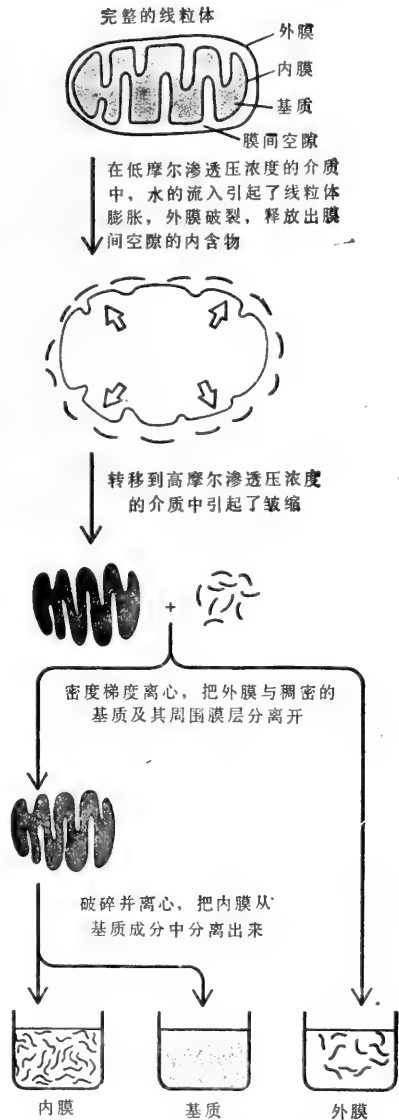 完整的线粒体
外膜
内膜
基质
膜间空隙
在低摩尔渗透压浓度的介质
中，水的流入引起了线粒体
膨胀，外膜破裂，释放出膜
间空隙的内含物
转移到高摩尔渗透压浓度
的介质中引起了皱缩
+
密度梯度离心，把外膜与稠密的
基质及其周围膜层分离开
破碎并离心，把内膜从
基质成分中分离出来
内膜
基质
外膜